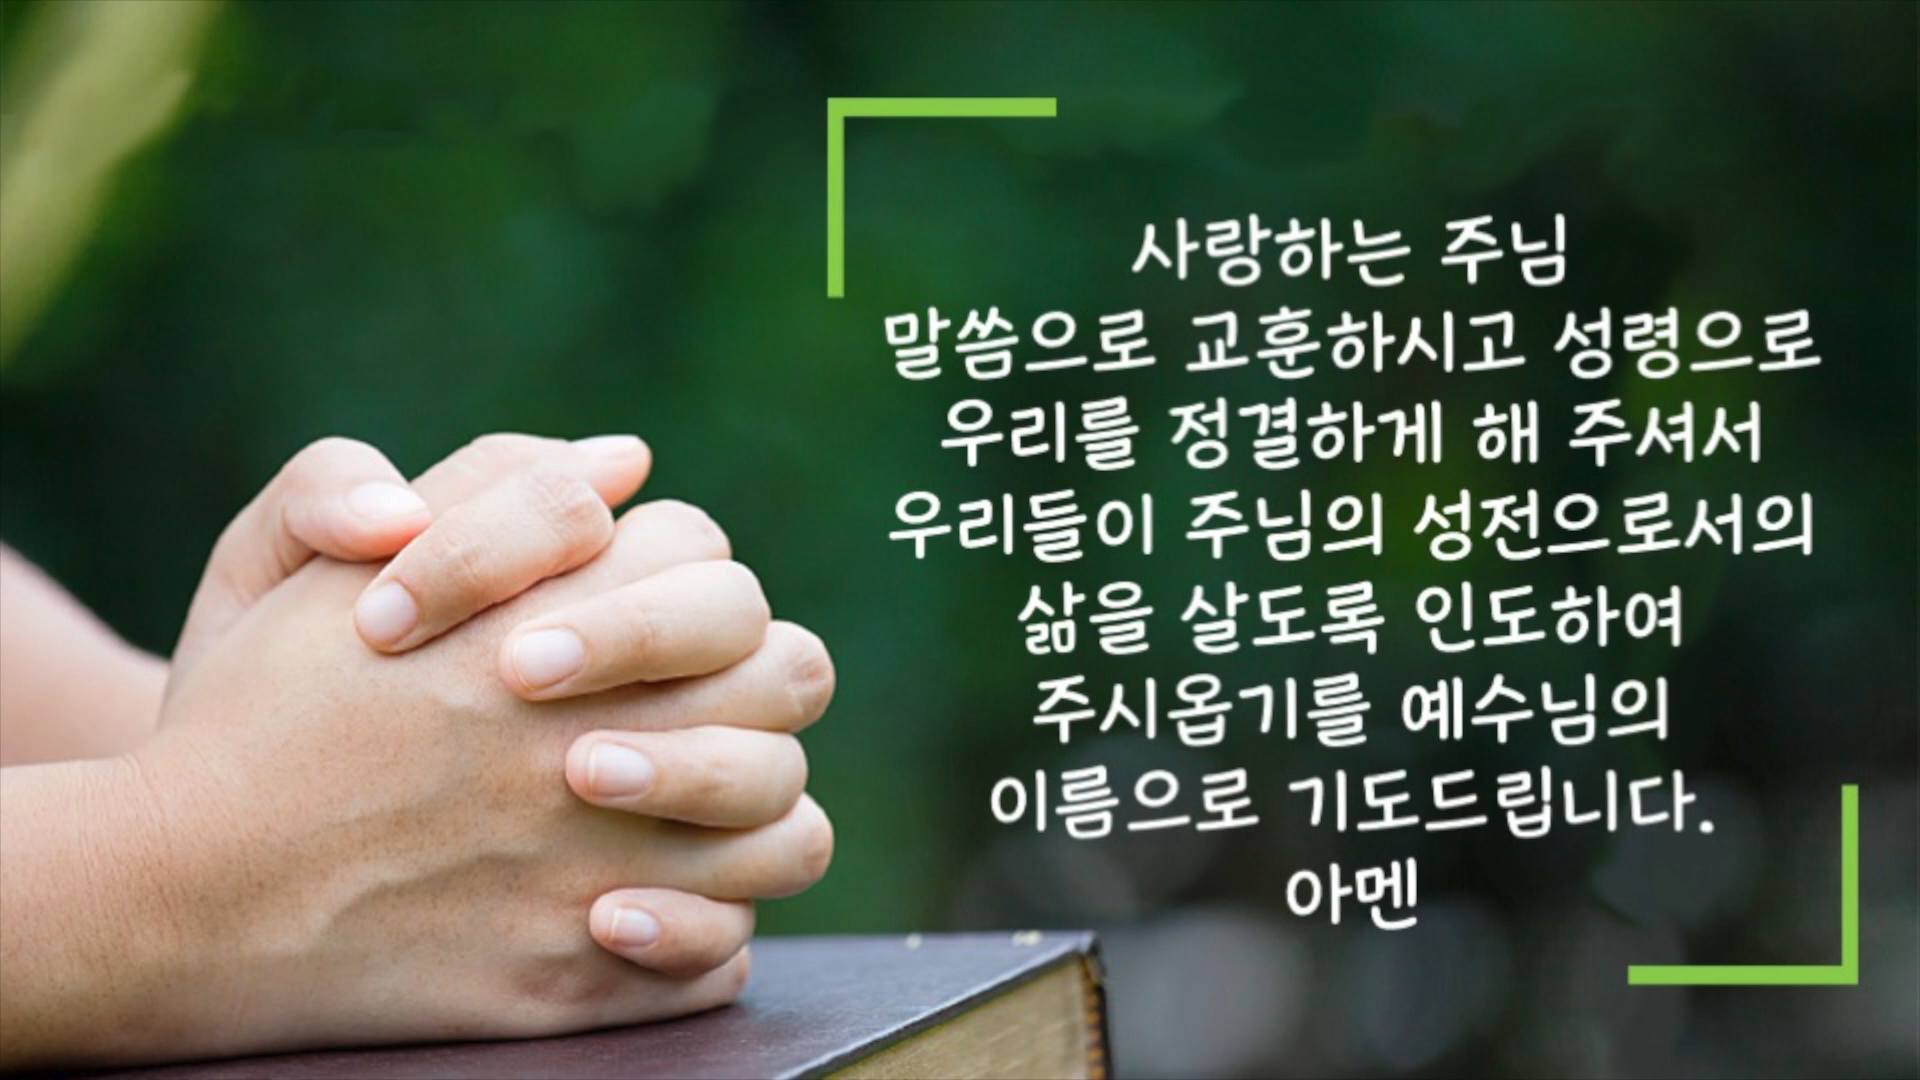 사랑하는 주님
말씀으로 교훈하시고 성령으로
우리를 정결하게 해 주셔서
우리들이 주님의 성전으로서의
삶을 살도록 인도하여
주시옵기를 예수님의
이름으로 기도드립니다.
아멘